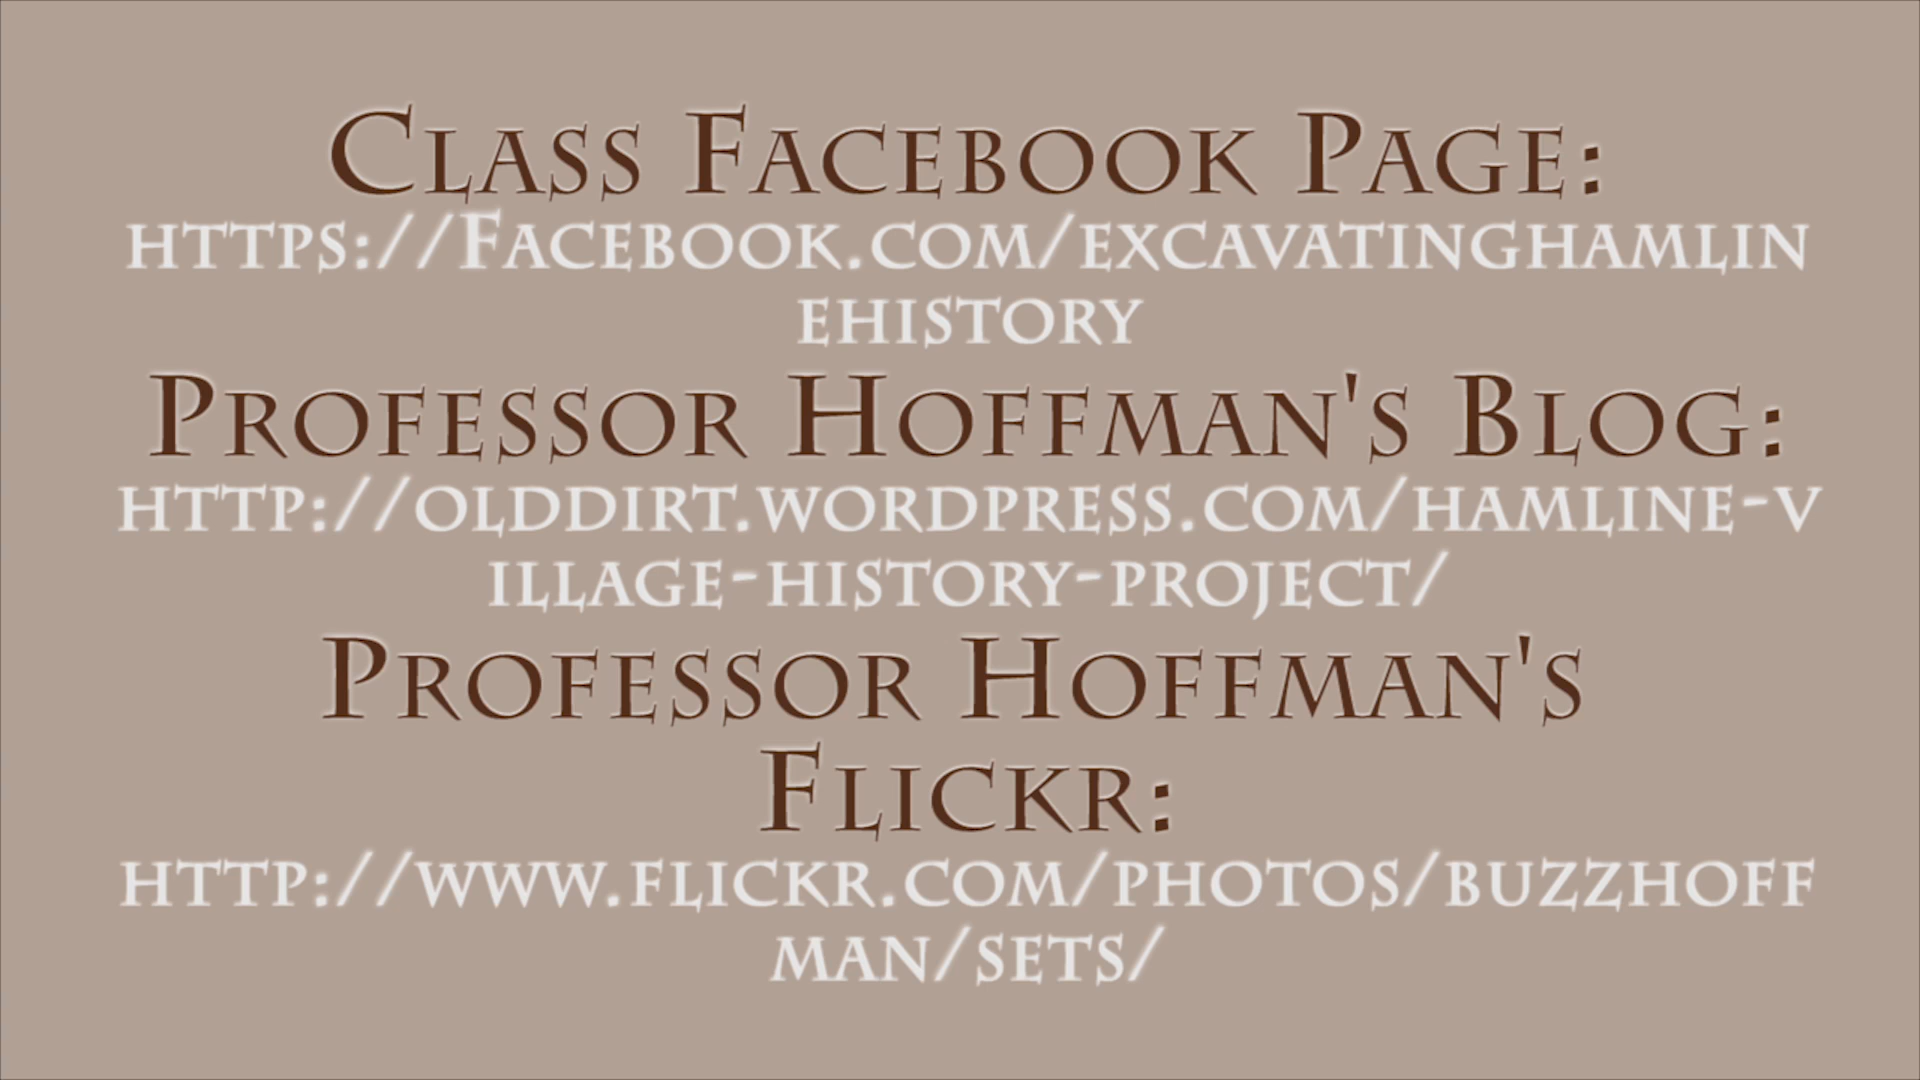 Class Facebook Page:
https://Facebook.com/excavatinghamlin
ehistory
Professor Hoffman's Blog:
http://olddirt.wordpress.com/hamline-v
illage-history-project/
Professor Hoffman's
Flickr:
http://www.flickr.com/photos/buzzhoff
man/sets/